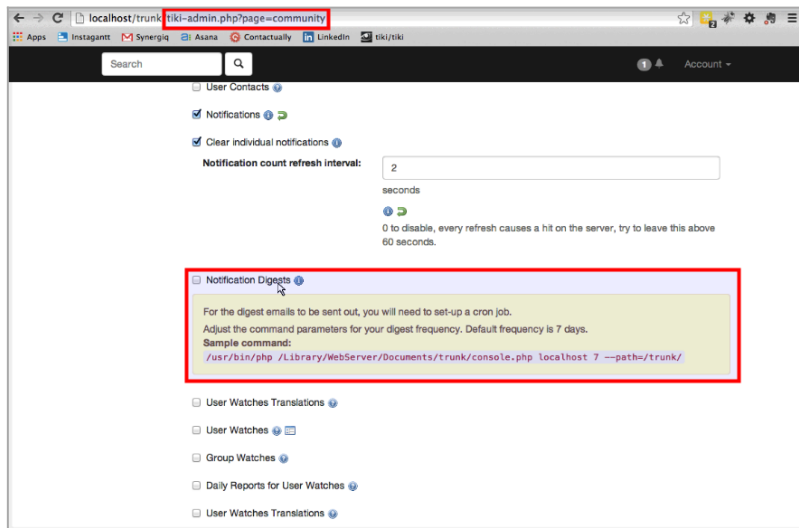 localhost/trunk/tiki-admin.php?page=community
2
Apps Instagantt Synergiq Asana Contactually LinkedIn tiki/tiki
Search 1 Account
User Contacts
Notifications
Clear individual notifications
Notification count refresh interval: 2
seconds
0 to disable, every refresh causes a hit on the server, try to leave this above
60 seconds.
Notification Digests
For the digest emails to be sent out, you will need to set-up a cron job.
Adjust the command parameters for your digest frequency. Default frequency is 7 days.
Sample command:
/usr/bin/php /Library/WebServer/Documents/trunk/console.php localhost 7 --path=/trunk/
User Watches Translations
User Watches
Group Watches
Daily Reports for User Watches
User Watches Translations